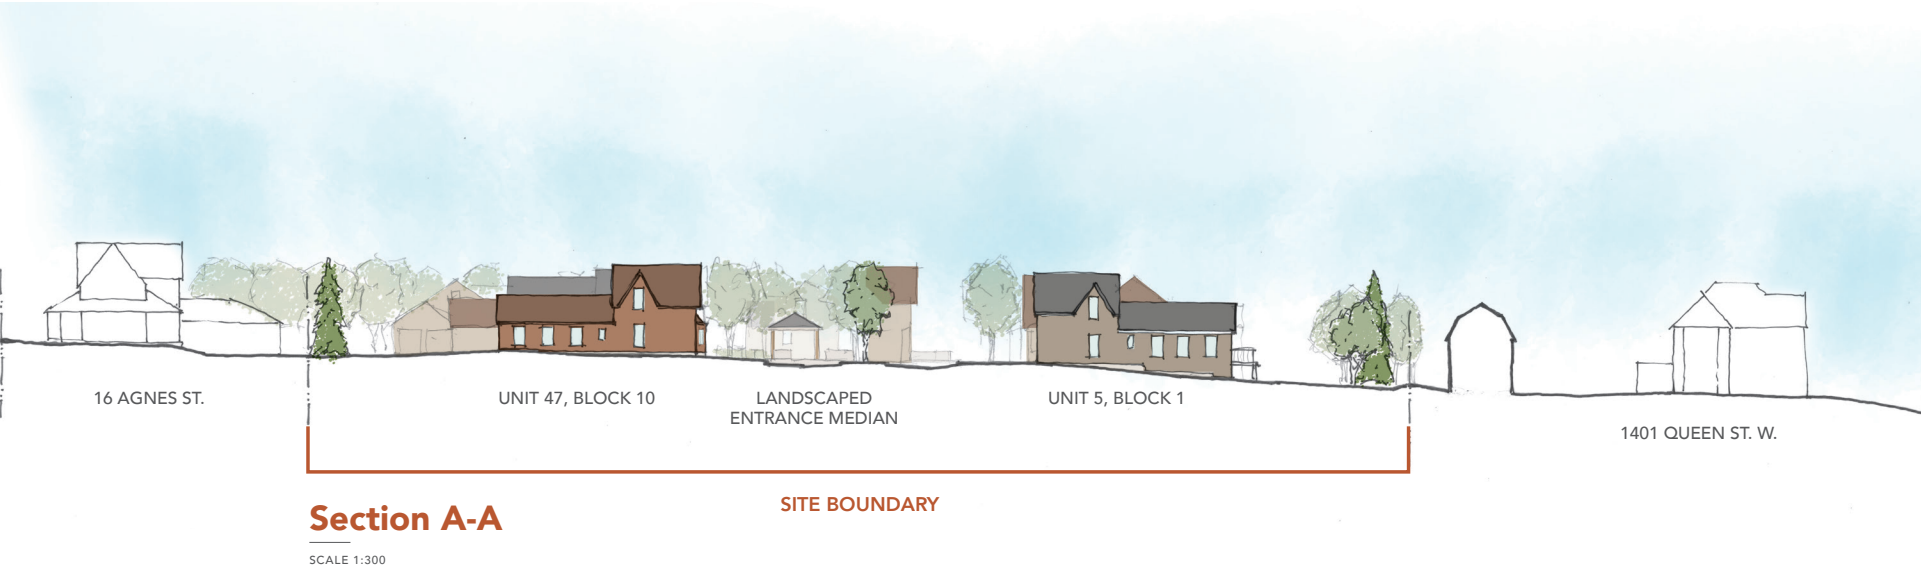 16 AGNES ST.
UNIT 47, BLOCK 10
LANDSCAPED
ENTRANCE MEDIAN
UNIT 5, BLOCK 1
1401 QUEEN ST. W.
SITE BOUNDARY
Section A-A
SCALE 1:300